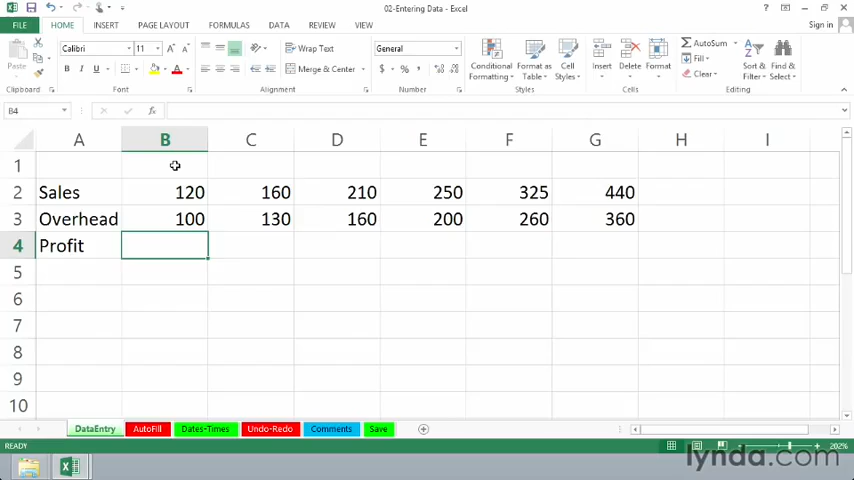 02-Entering Data - Excel
Sign in
FILE HOME INSERT PAGE LAYOUT FORMULAS DATA REVIEW VIEW
Paste
Calibri 11
B I U
Wrap Text
Merge & Center
General
$ % ,
Conditional Formatting
Format as Table
Cell Styles
Insert
Delete
Format
AutoSum
Fill
Clear
Sort & Filter
Find & Select
Clipboard Font Alignment Number Styles Cells Editing
B4 fx
A B C D E F G H I
1
2 Sales 120 160 210 250 325 440
3 Overhead 100 130 160 200 260 360
4 Profit
5
6
7
8
9
10
DataEntry AutoFill Dates-Times Undo-Redo Comments Save
READY 202%
lynda.com